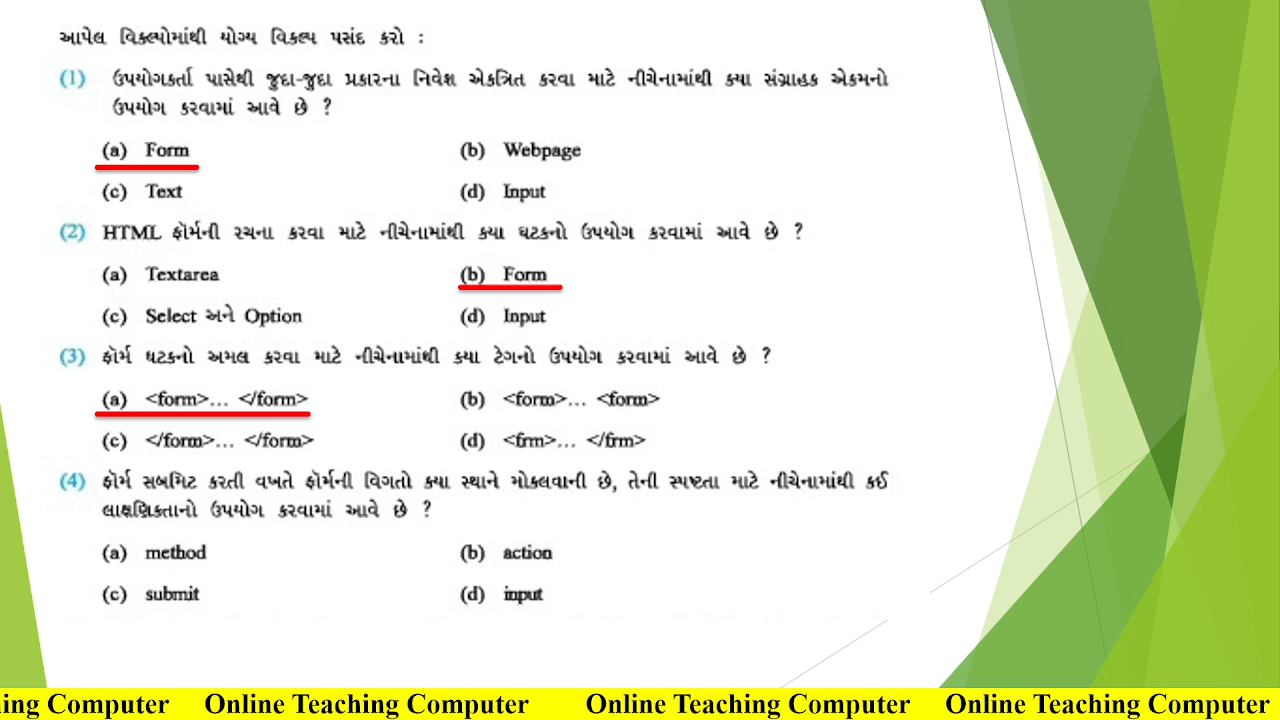 આપેલ વિકલ્પોમાંથી યોગ્ય વિકલ્પ પસંદ કરો :
(1) ઉપયોગકર્તા પાસેથી જુદા-જુદા પ્રકારના નિવેશ એકત્રિત કરવા માટે નીચેનામાંથી ક્યા સંગ્રાહક એકમનો
ઉપયોગ કરવામાં આવે છે ?
(a) Form (b) Webpage
(c) Text (d) Input
(2) HTML ફૉર્મની રચના કરવા માટે નીચેનામાંથી ક્યા ઘટકનો ઉપયોગ કરવામાં આવે છે ?
(a) Textarea (b) Form
(c) Select અને Option (d) Input
(3) ફૉર્મ ઘટકનો અમલ કરવા માટે નીચેનામાંથી ક્યા ટેગનો ઉપયોગ કરવામાં આવે છે ?
(a) <form>... </form> (b) <form>... <form>
(c) </form>... </form> (d) <frm>... </frm>
(4) ફૉર્મ સબમિટ કરતી વખતે ફૉર્મની વિગતો ક્યા સ્થાને મોકલવાની છે, તેની સ્પષ્ટતા માટે નીચેનામાંથી કઈ
લાક્ષણિકતાનો ઉપયોગ કરવામાં આવે છે ?
(a) method (b) action
(c) submit (d) input
ing Computer Online Teaching Computer Online Teaching Computer Online Teaching Computer